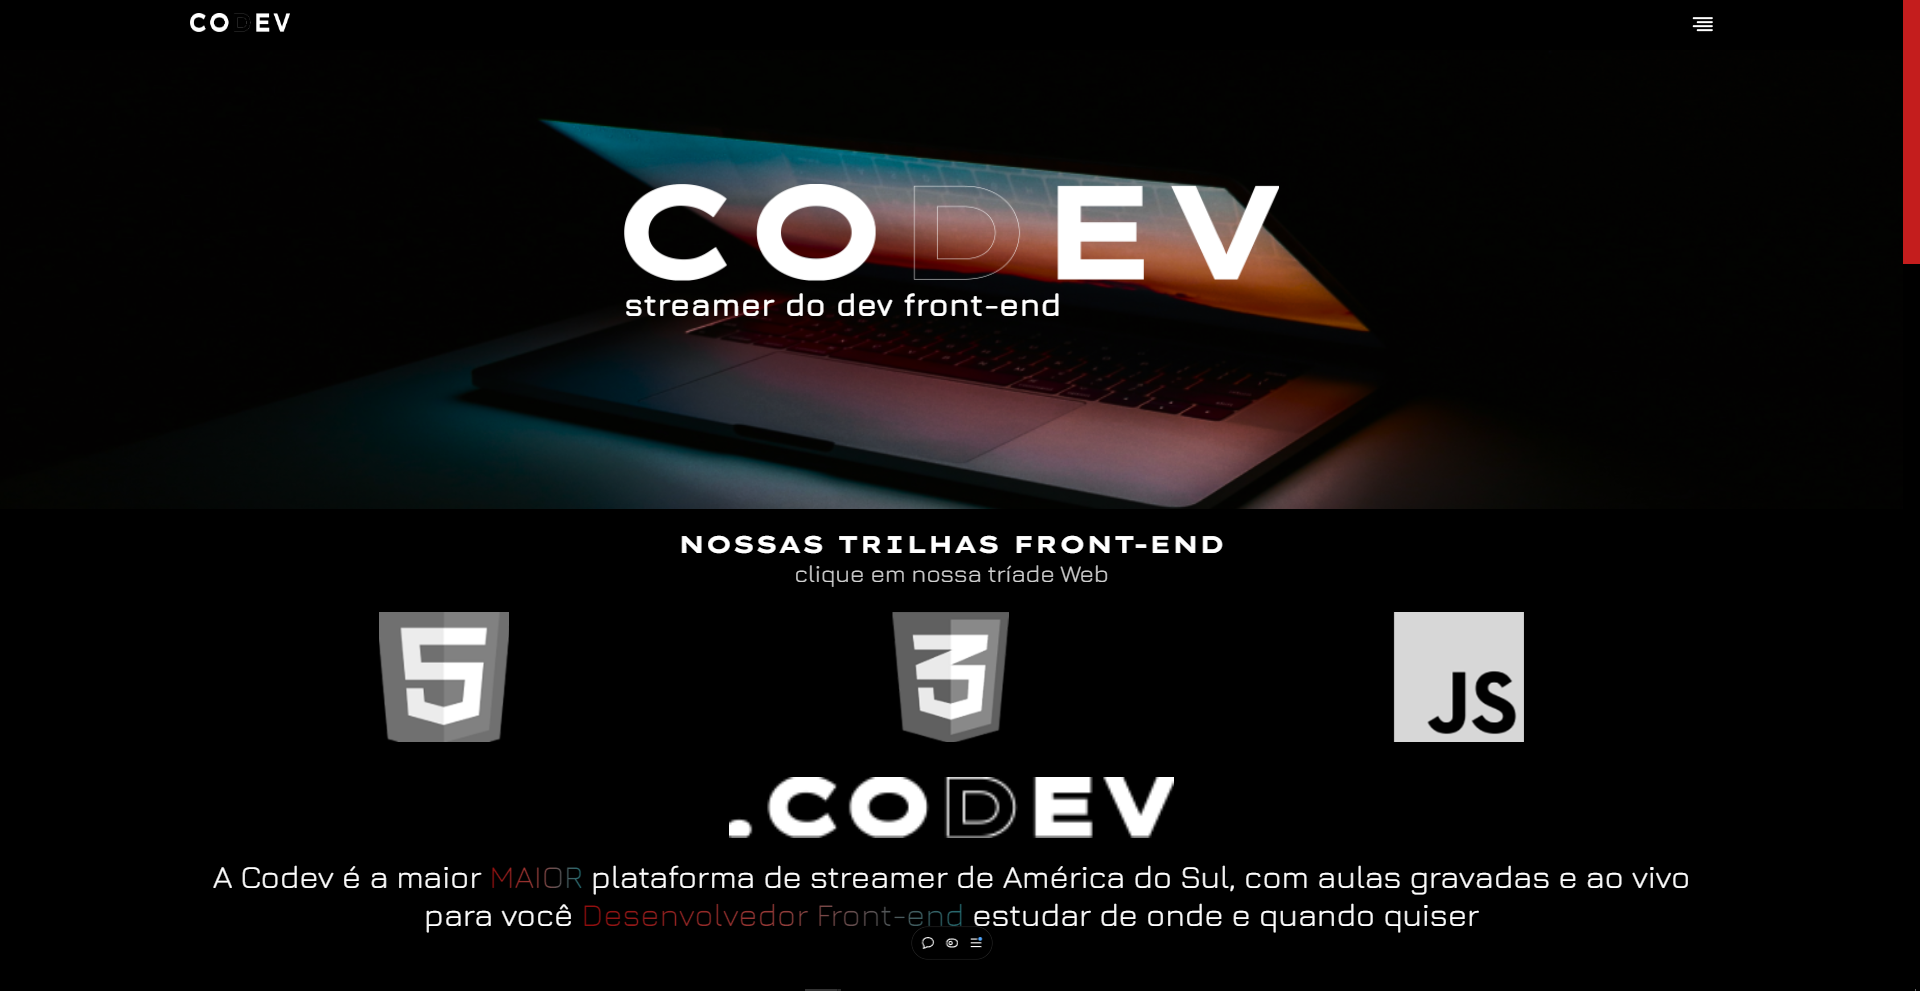 CODEV
CODEV
streamer do dev front-end
NOSSAS TRILHAS FRONT-END
clique em nossa tríade Web
5
3
JS
.CODEV
A Codev é a maior MAIOR plataforma de streamer de América do Sul, com aulas gravadas e ao vivo
para você Desenvolvedor Front-end estudar de onde e quando quiser